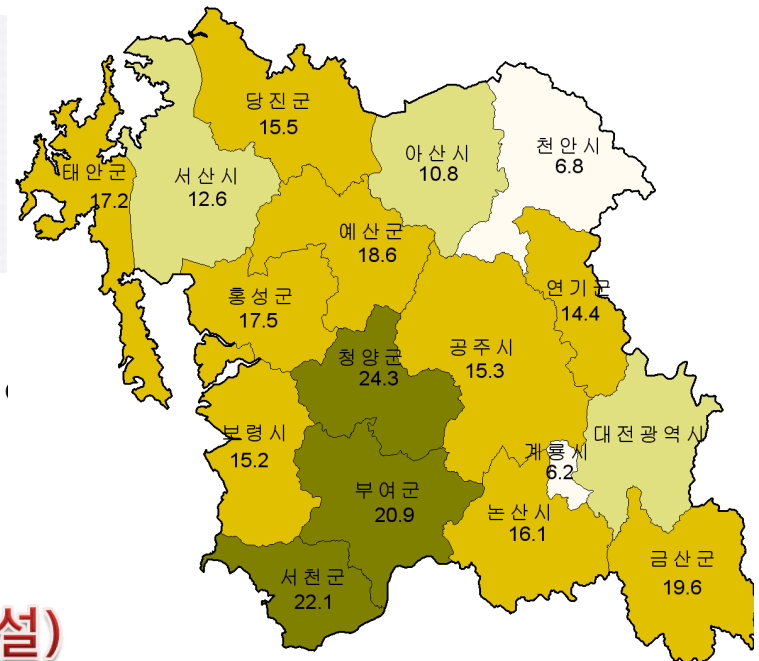 당진군
15.5
천안시
6.8
아산시
10.8
태안군
17.2
서산시
12.6
예산군
18.6
홍성군
17.5
연기군
14.4
청양군
24.3
공주시
15.3
보령시
15.2
대전광역시
계룡시
6.2
부여군
20.9
논산시
16.1
금산군
19.6
서천군
22.1
설)